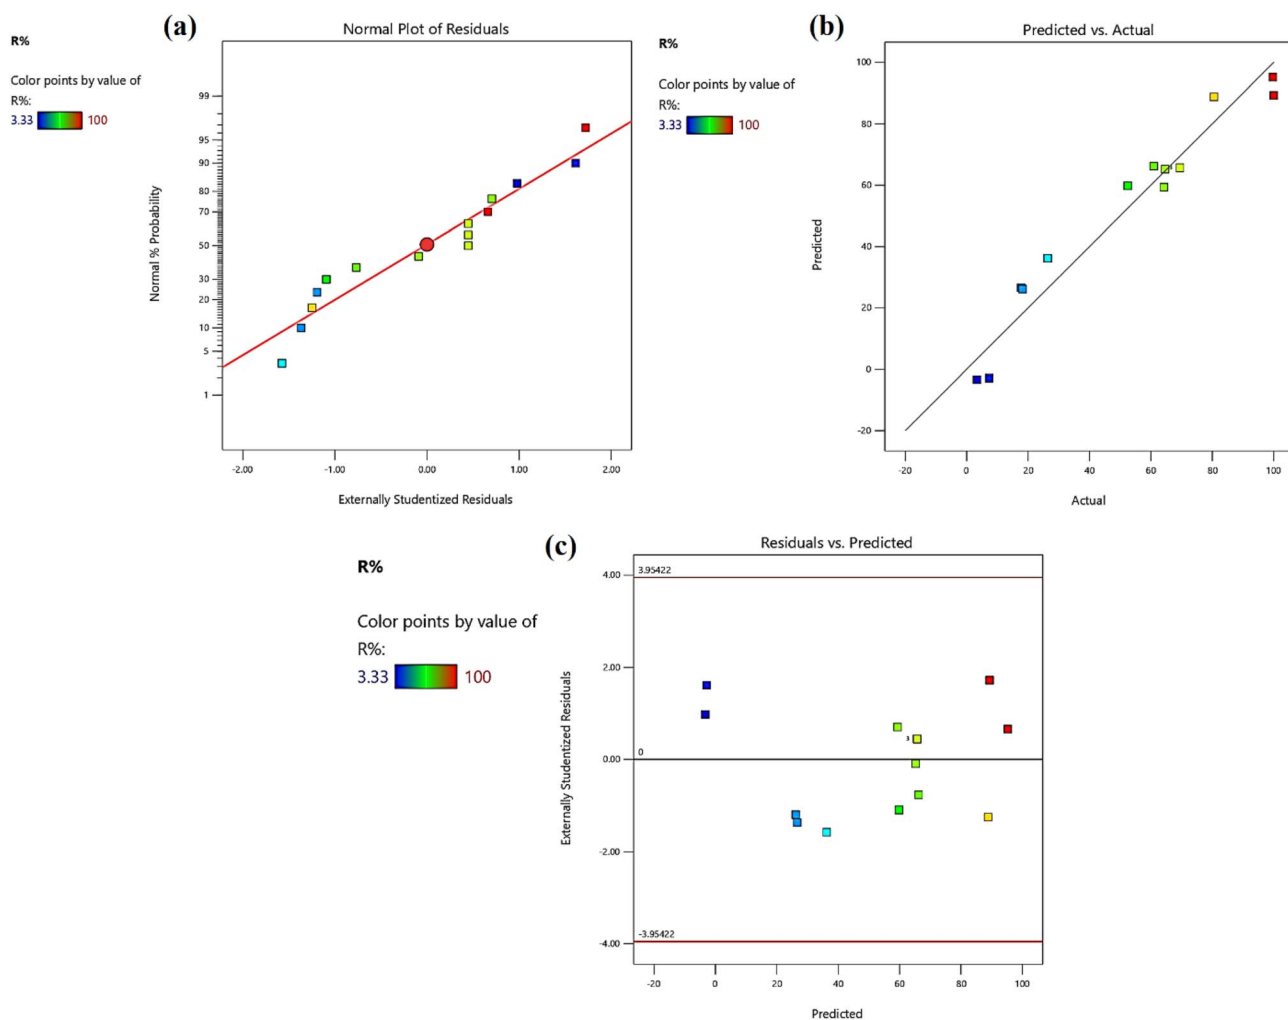 (a)
Normal Plot of Residuals
R%
Color points by value of
R%:
3.33 100
Normal % Probability
99
95
90
80
70
50
30
20
10
5
1
-2.00 -1.00 0.00 1.00 2.00
Externally Studentized Residuals
(b)
Predicted vs. Actual
R%
Color points by value of
R%:
3.33 100
Predicted
100
80
60
40
20
0
-20
-20 0 20 40 60 80 100
Actual
(c)
Residuals vs. Predicted
R%
Color points by value of
R%:
3.33 100
Externally Studentized Residuals
4.00
3.95422
2.00
3
0
0.00
-2.00
-3.95422
-4.00
-20 0 20 40 60 80 100
Predicted